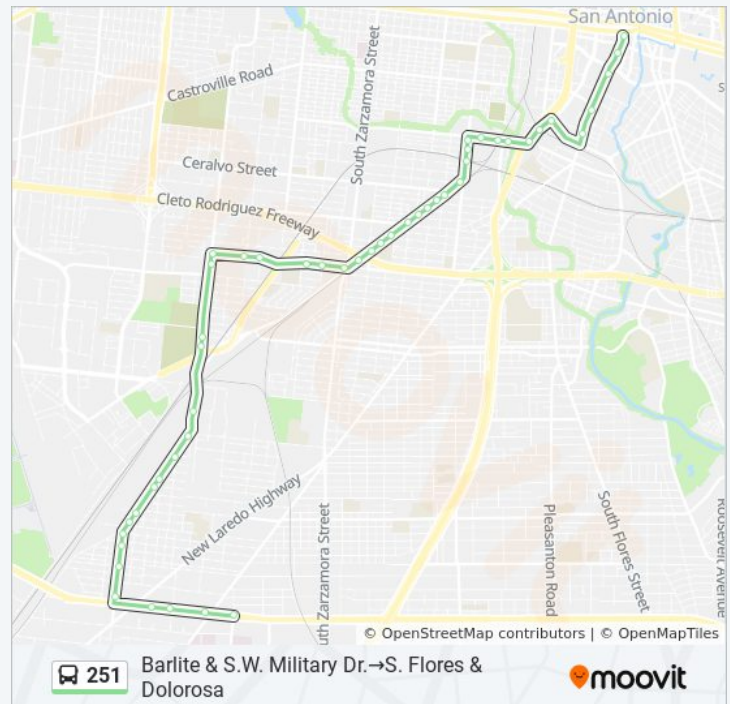 San Antonio
South Zarzamora Street
Castroville Road
Ceralvo Street
Cleto Rodriguez Freeway
New Laredo Highway
uth Zarzamora Street
Pleasanton Road
South Flores Street
Roosevelt Avenue
S
© OpenStreetMap contributors | © OpenMapTiles
251
Barlite & S.W. Military Dr.→S. Flores &
Dolorosa
moovit